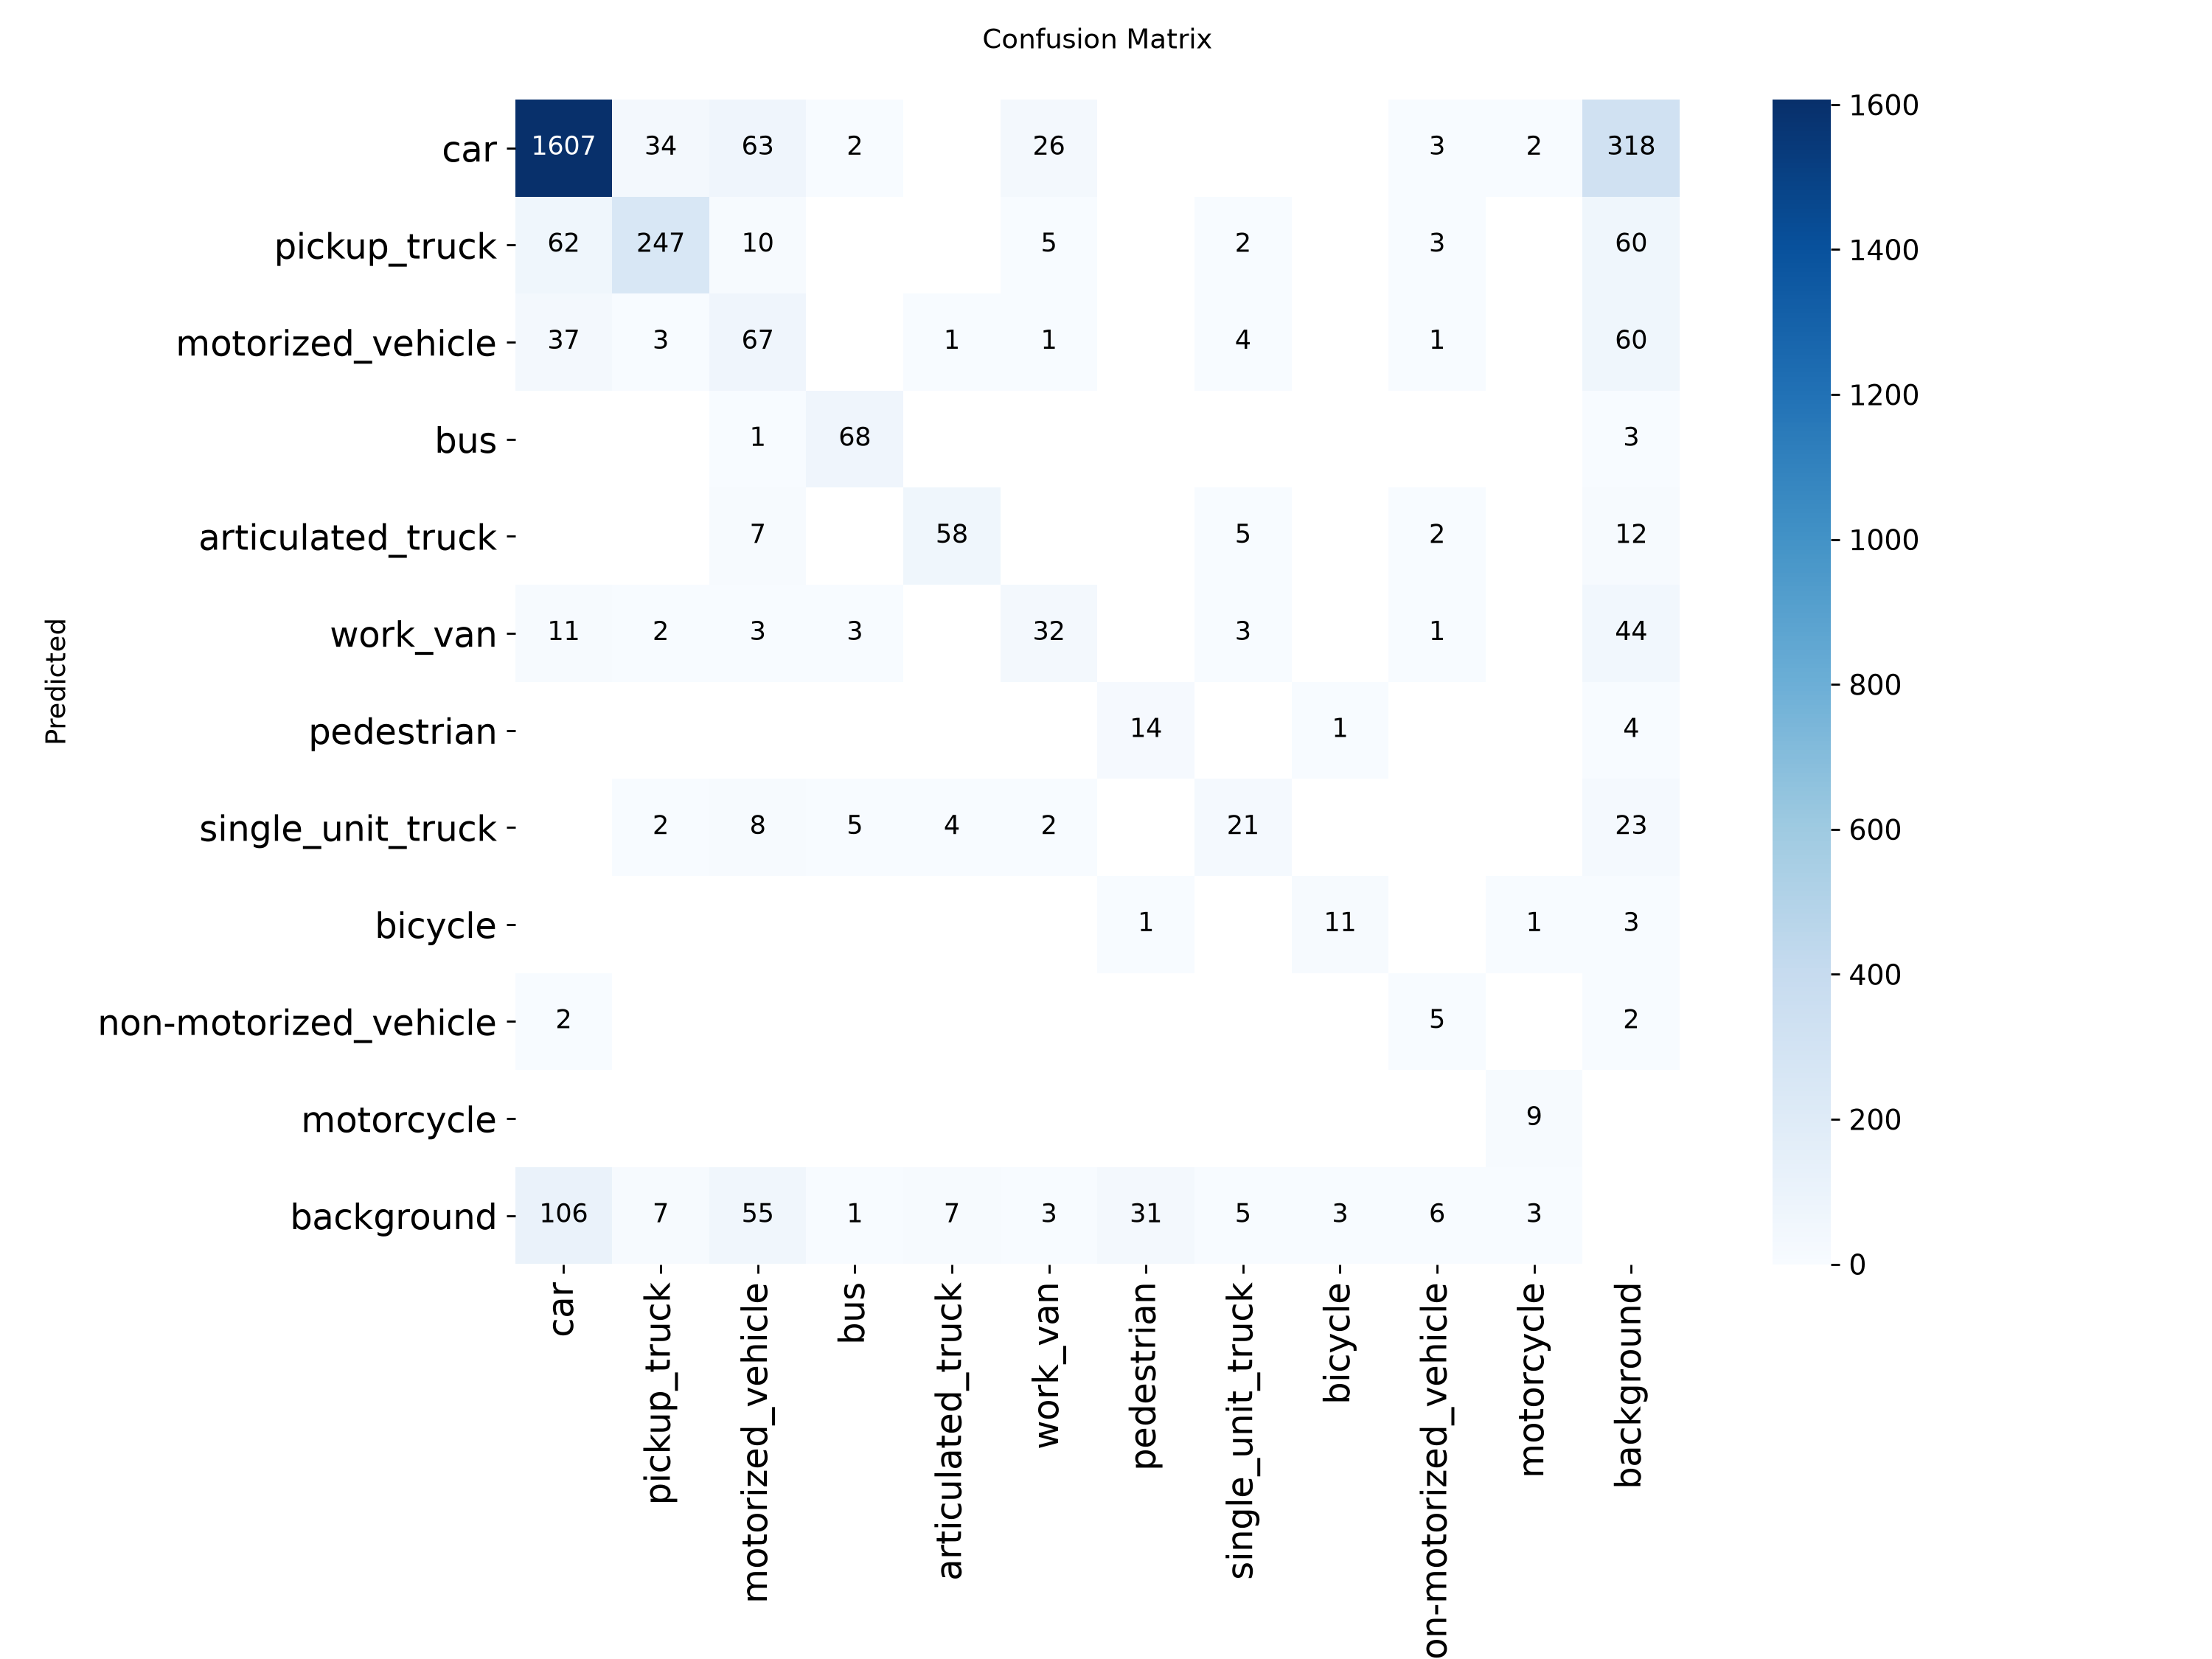 Confusion Matrix
car 1607 34 63 2 26 3 2 318
pickup_truck 62 247 10 5 2 3 60
motorized_vehicle 37 3 67 1 1 4 1 60
bus 1 68 3
articulated_truck 7 58 5 2 12
work_van 11 2 3 3 32 3 1 44
pedestrian 14 1 4
single_unit_truck 2 8 5 4 2 21 23
bicycle 1 11 1 3
non-motorized_vehicle 2 5 2
motorcycle 9
background 106 7 55 1 7 3 31 5 3 6 3
Predicted
car
pickup_truck
motorized_vehicle
bus
articulated_truck
work_van
pedestrian
single_unit_truck
bicycle
on-motorized_vehicle
motorcycle
background
1600
1400
1200
1000
800
600
400
200
0